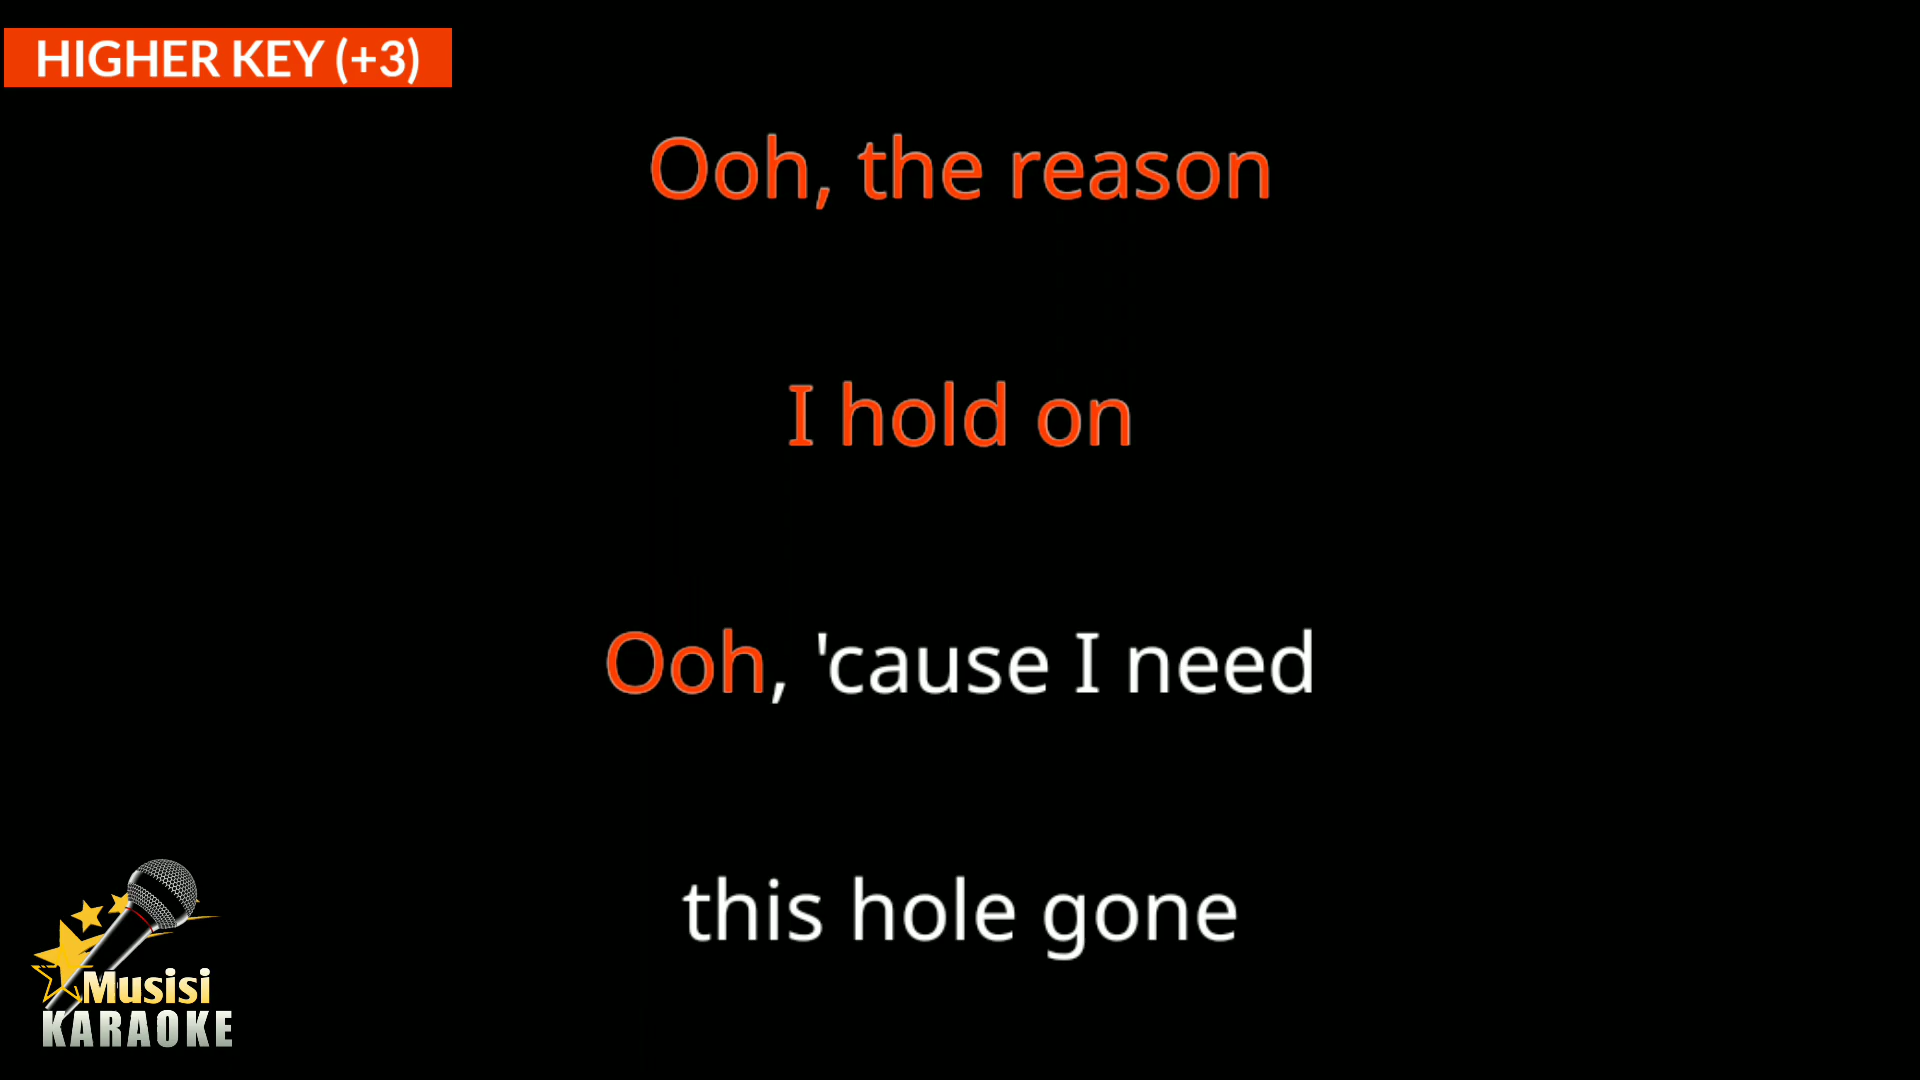 HIGHER KEY (+3)
Ooh, the reason
I hold on
Ooh, 'cause I need
this hole gone
Musisi
KARAOKE